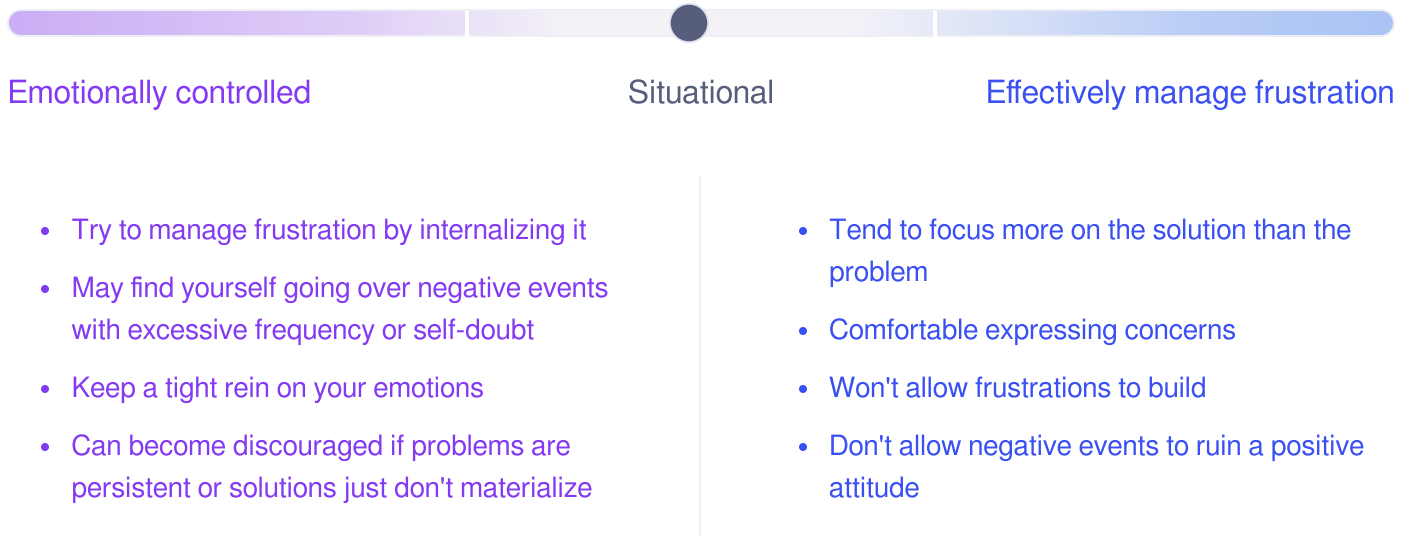 Emotionally controlled
Situational
Effectively manage frustration
• Try to manage frustration by internalizing it
• May find yourself going over negative events
with excessive frequency or self-doubt
• Keep a tight rein on your emotions
• Can become discouraged if problems are
persistent or solutions just don't materialize
• Tend to focus more on the solution than the
problem
• Comfortable expressing concerns
• Won't allow frustrations to build
• Don't allow negative events to ruin a positive
attitude